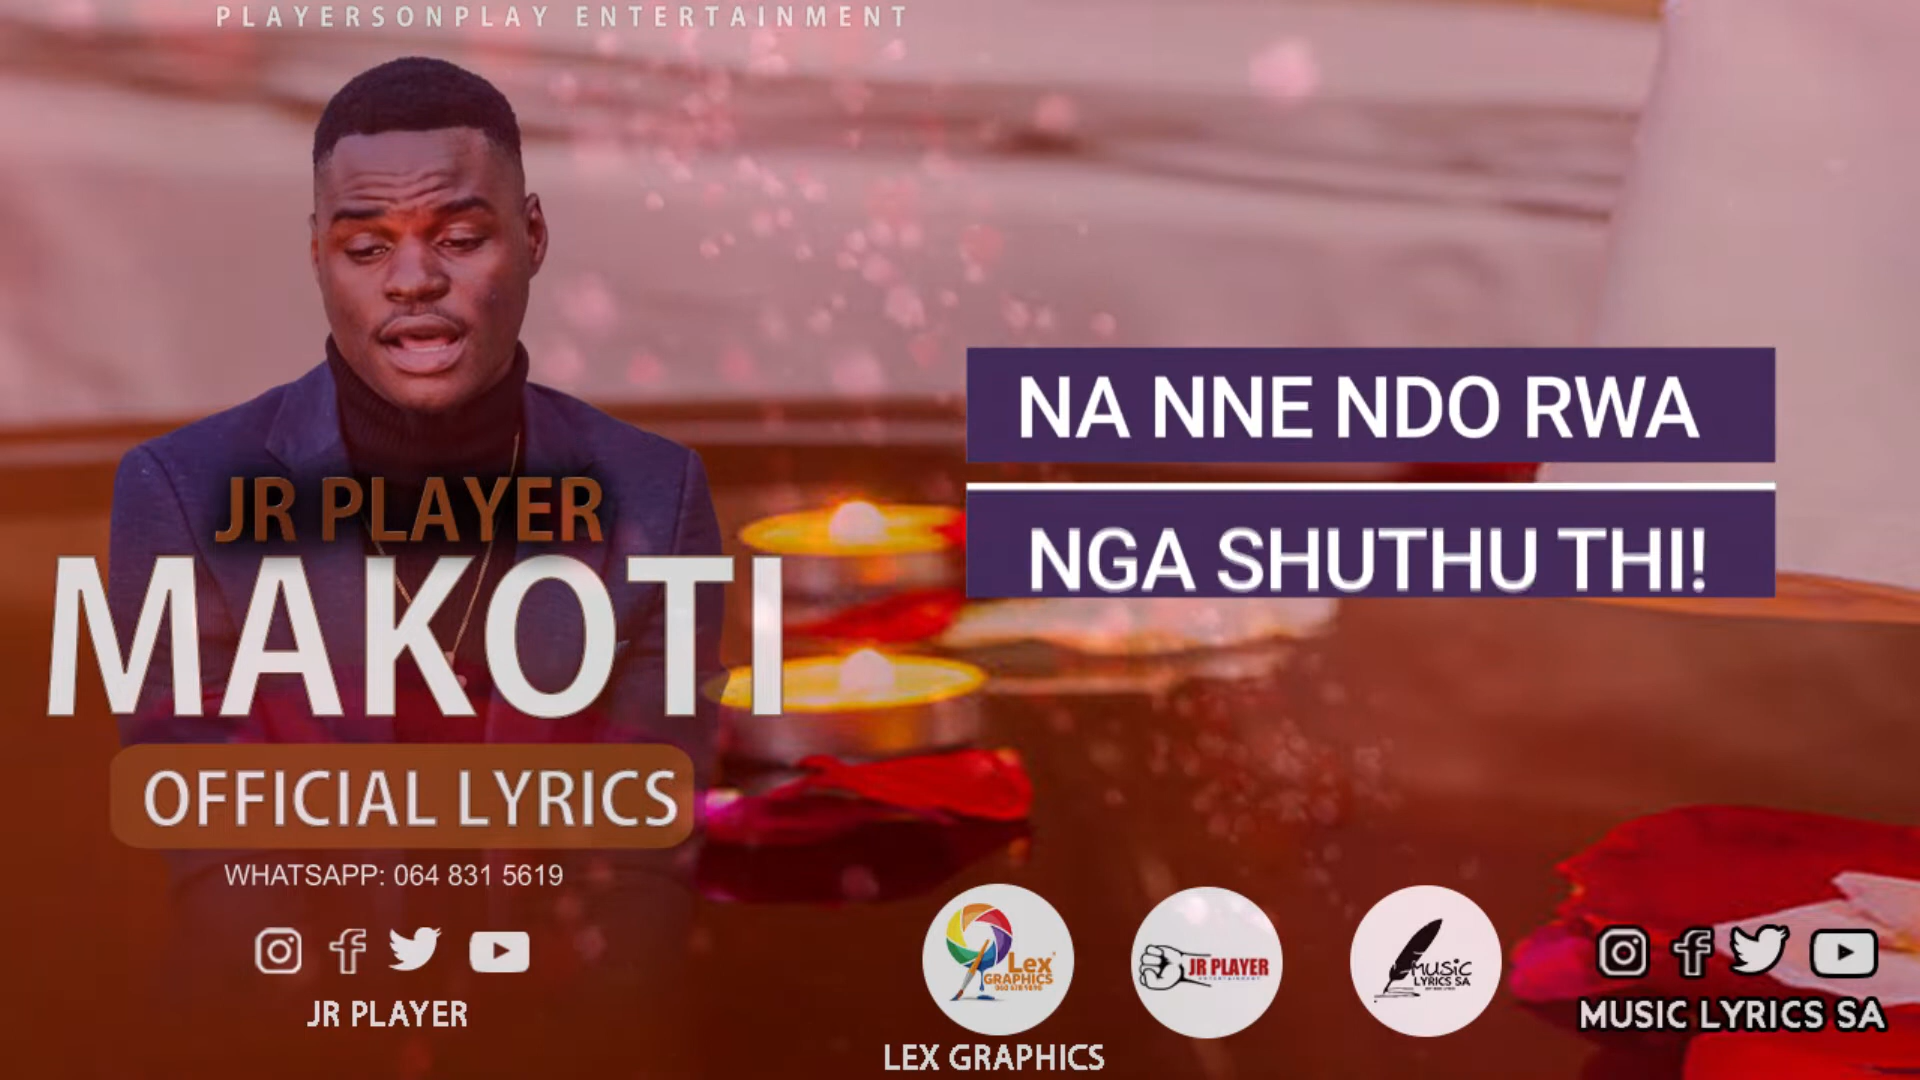 PLAYERSONPLAY ENTERTAINMENT
JR PLAYER
MAKOTI
OFFICIAL LYRICS
WHATSAPP: 064 831 5619
JR PLAYER
NA NNE NDO RWA
NGA SHUTHU THI!
Lex
GRAPHICS
LEX GRAPHICS
JR PLAYER
ENTERTAINMENT
MUSIC
LYRICS SA
MUSIC LYRICS SA